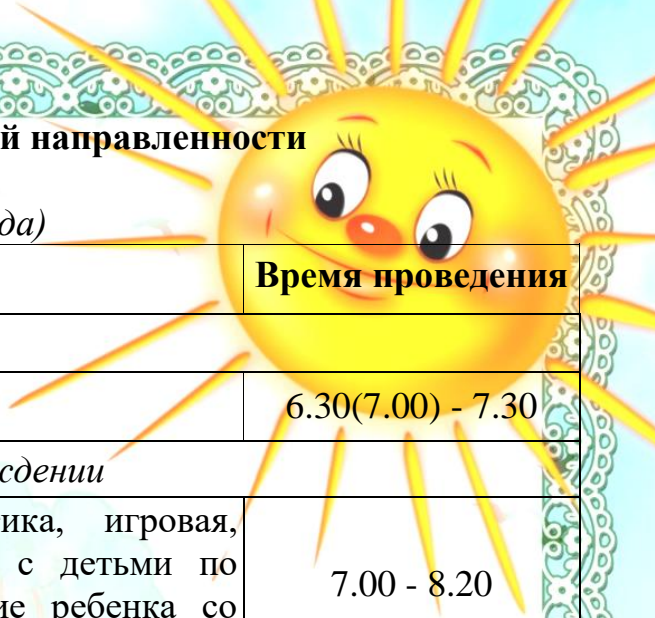 й направленности
да)
Время проведения
6.30(7.00) - 7.30
ждении
ика, игровая,
с детьми по
7.00 - 8.20
ие ребенка со